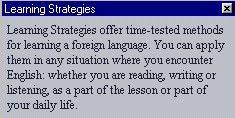 Learning Strategies
Learning Strategies offer time-tested methods
for learning a foreign language. You can apply
them in any situation where you encounter
English: whether you are reading, writing or
listening, as a part of the lesson or part of
your daily life.